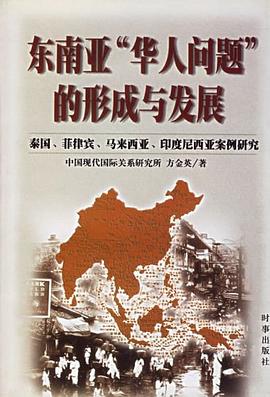 东南亚“华人问题”
的形成与发展
泰国、菲律宾、马来西亚、印度尼西亚案例研究
中国现代国际关系研究所 方金英/著
时事出版社